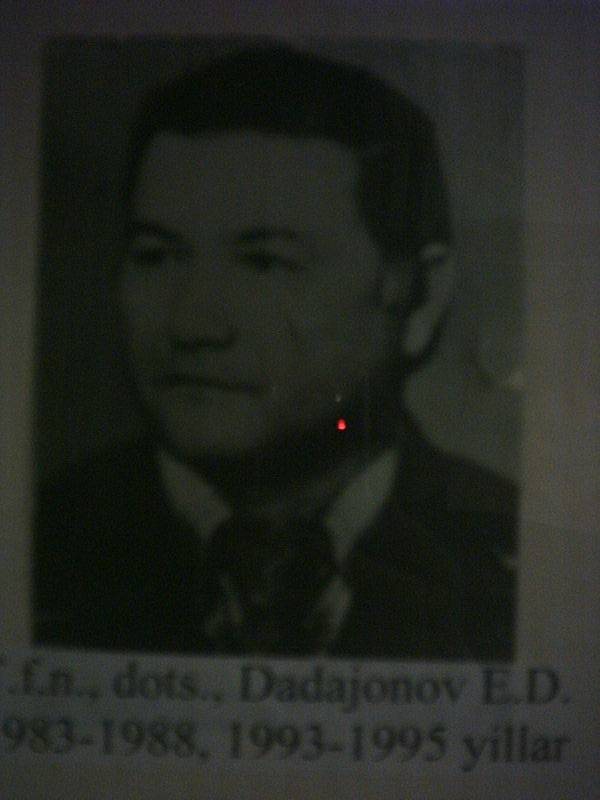 .f.n., dots., Dadajonov E.D.
983-1988, 1993-1995 yillar